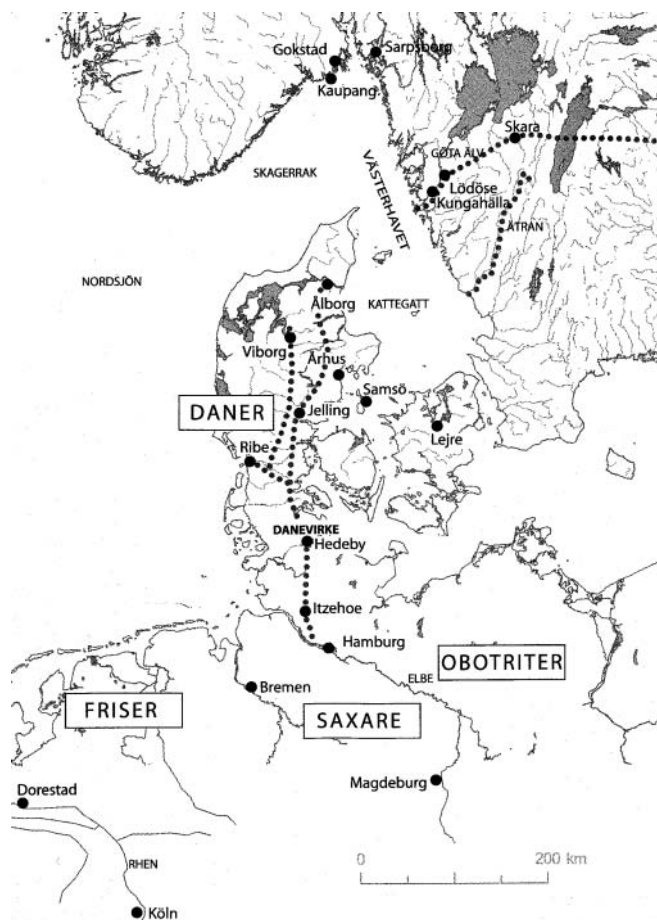 Gokstad
Sarpsborg
Kaupang
Skara
GÖTA ÄLV
VÄSTERHAVET
SKAGERRAK
Lödöse
Kungahälla
ÄTRAN
NORDSJÖN
Ålborg
KATTEGATT
Viborg
Århus
Samsö
DANER
Jelling
Lejre
Ribe
DANEVIRKE
Hedeby
Itzehoe
Hamburg
OBOTRITER
ELBE
Bremen
FRISER
SAXARE
Magdeburg
Dorestad
RHEN
0 200 km
Köln